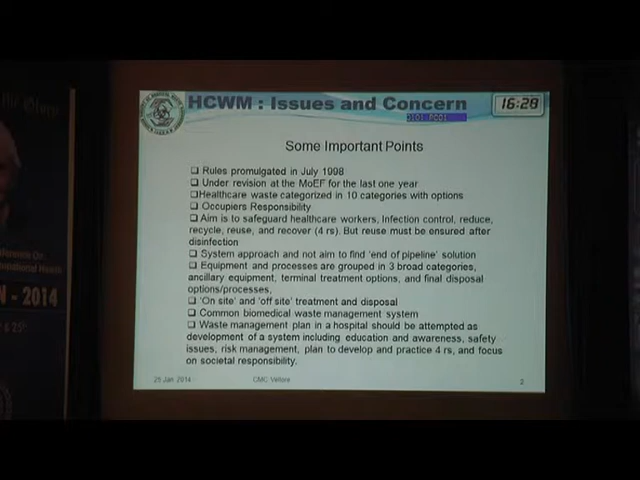 HCWM : Issues and Concern
16:28
Some Important Points
❑ Rules promulgated in July 1998
❑ Under revision at the MoEF for the last one year
❑Healthcare waste categorized in 10 categories with options
❑ Occupiers Responsibility
❑ Aim is to safeguard healthcare workers, Infection control, reduce,
recycle, reuse, and recover (4 rs). But reuse must be ensured after
disinfection
❑ System approach and not aim to find 'end of pipeline' solution
❑ Equipment and processes are grouped in 3 broad categories,
ancillary equipment, terminal treatment options, and final disposal
options/processes,
❑ 'On site' and 'off site' treatment and disposal
❑ Common biomedical waste management system
❑ Waste management plan in a hospital should be attempted as
development of a system including education and awareness, safety
issues, risk management, plan to develop and practice 4 rs, and focus
on societal responsibility.
25 Jan 2014
CMC Vellore
2
- 2014